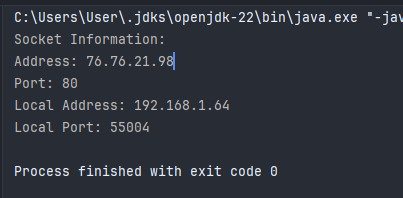 C:\Users\User\.jdks\openjdk-22\bin\java.exe "-jav
Socket Information:
Address: 76.76.21.98
Port: 80
Local Address: 192.168.1.64
Local Port: 55004
Process finished with exit code 0